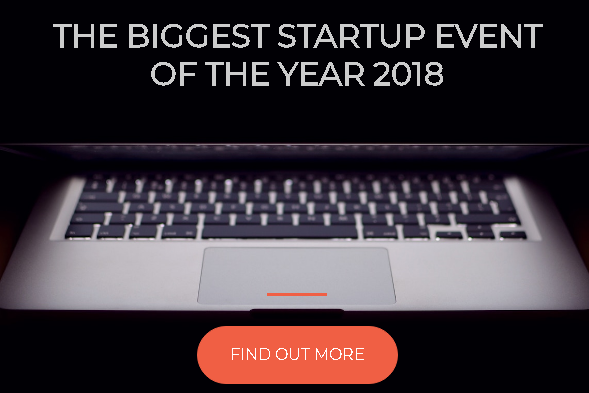 THE BIGGEST STARTUP EVENT
OF THE YEAR 2018
FIND OUT MORE